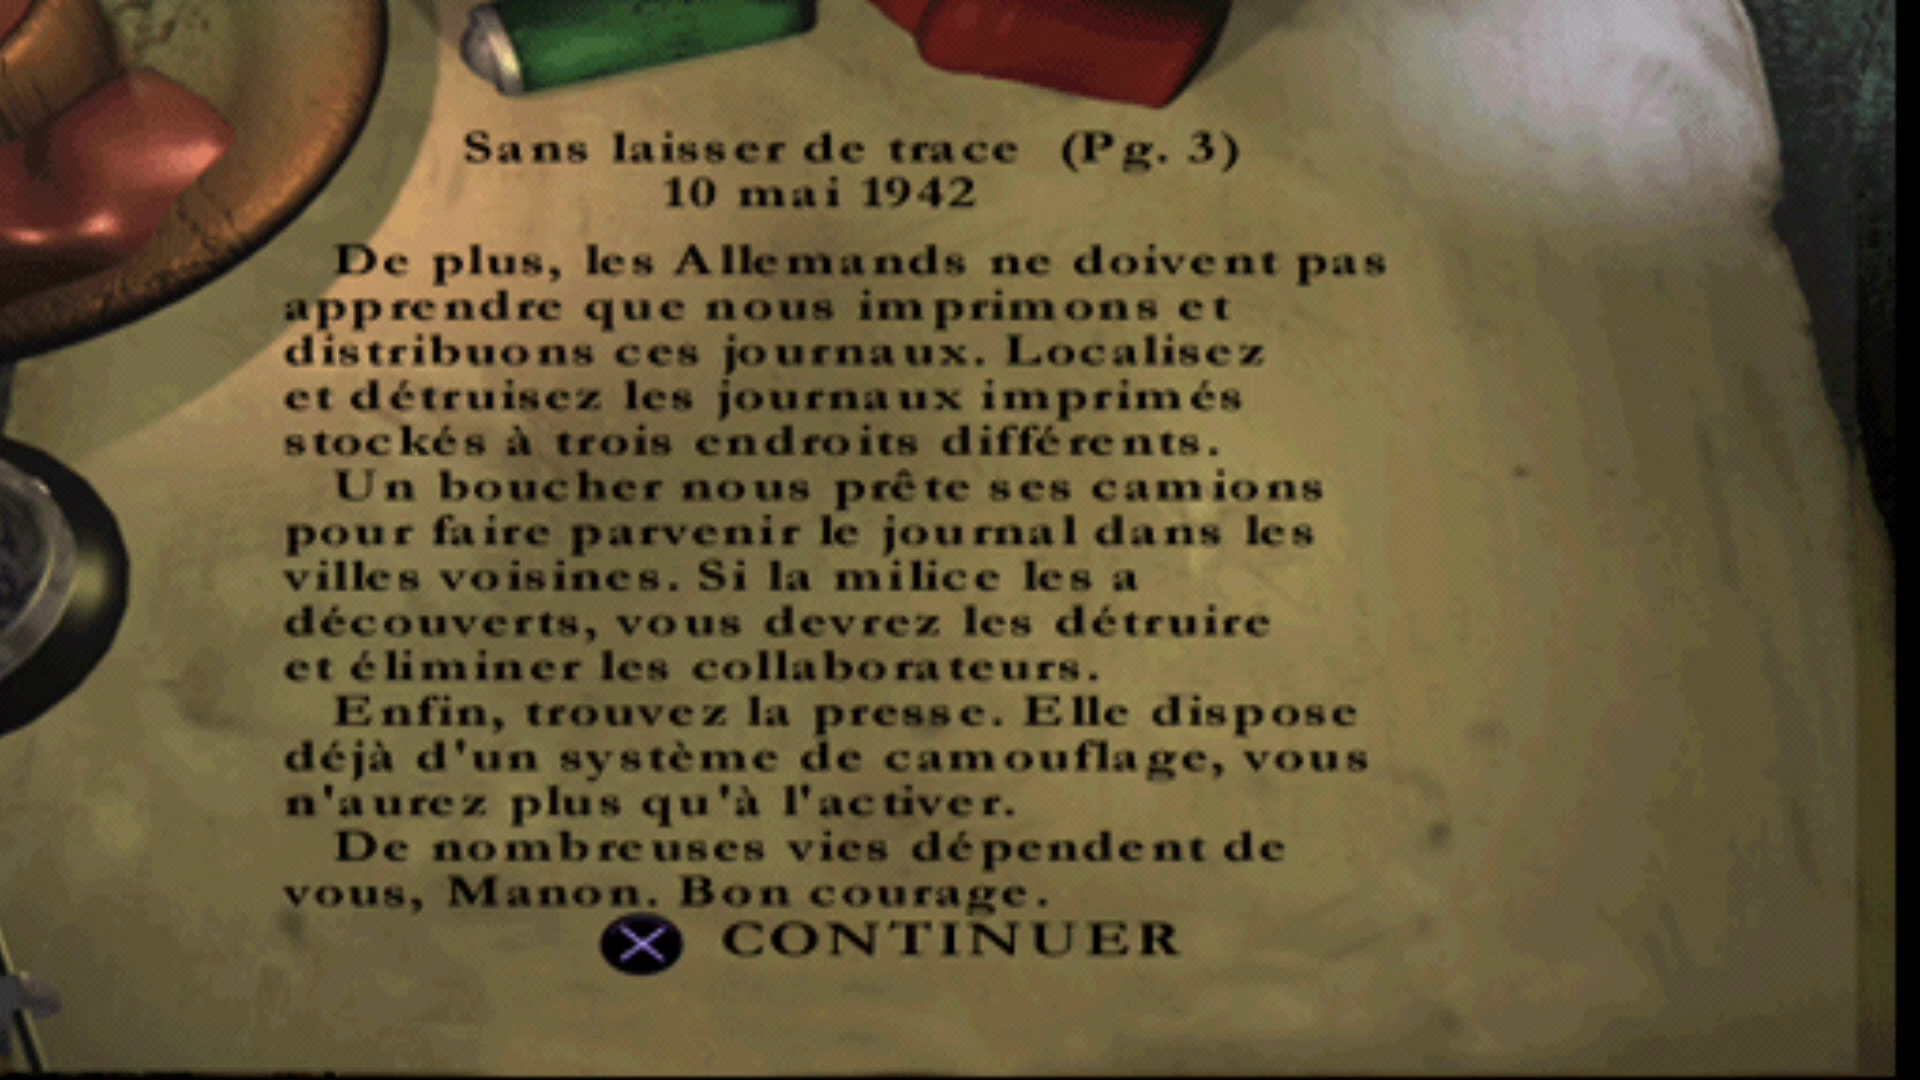 Sans laisser de trace (Pg. 3)
10 mai 1942
De plus, les Allemands ne doivent pas
apprendre que nous imprimons et
distribuons ces journaux. Localisez
et détruisez les journaux imprimés
stockés à trois endroits différents.
Un boucher nous prête ses camions
pour faire parvenir le journal dans les
villes voisines. Si la milice les a
découverts, vous devrez les détruire
et éliminer les collaborateurs.
Enfin, trouvez la presse. Elle dispose
déjà d'un système de camouflage, vous
n'aurez plus qu'à l'activer.
De nombreuses vies dépendent de
vous, Manon. Bon courage.
CONTINUER